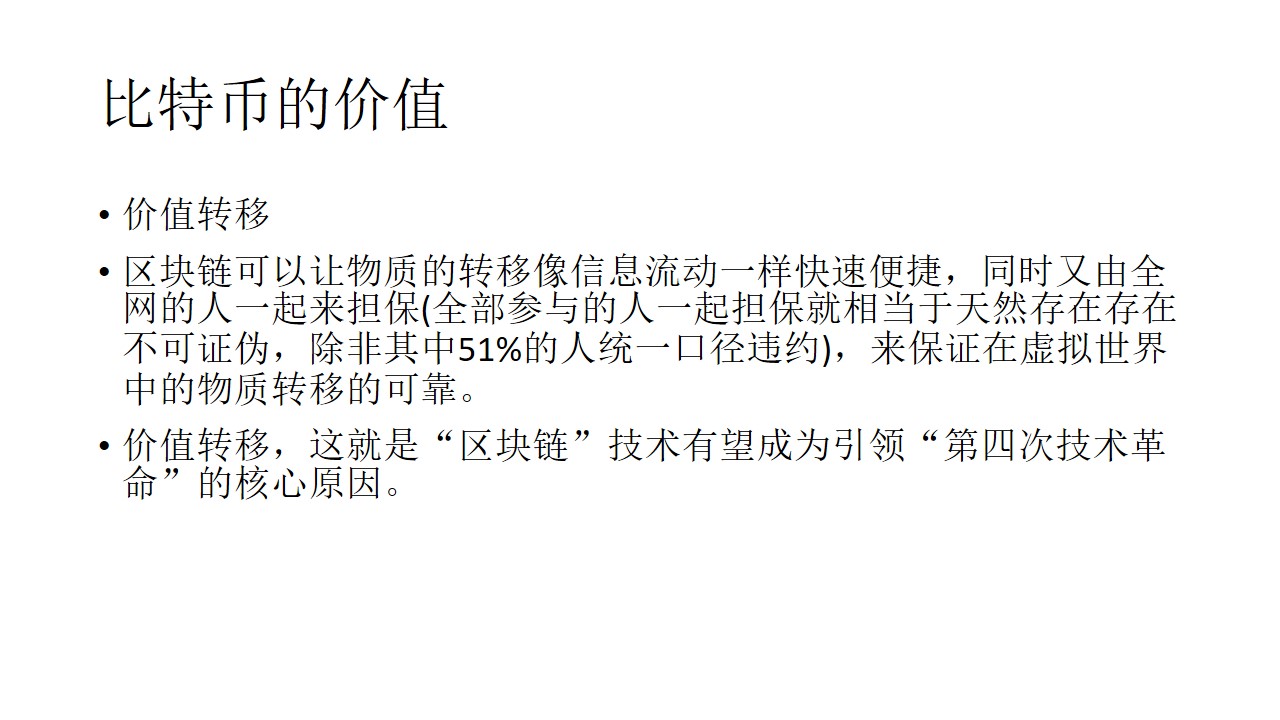 比特币的价值
• 价值转移
• 区块链可以让物质的转移像信息流动一样快速便捷，同时又由全
网的人一起来担保(全部参与的人一起担保就相当于天然存在存在
不可证伪，除非其中51%的人统一口径违约)，来保证在虚拟世界
中的物质转移的可靠。
• 价值转移，这就是“区块链”技术有望成为引领“第四次技术革
命”的核心原因。